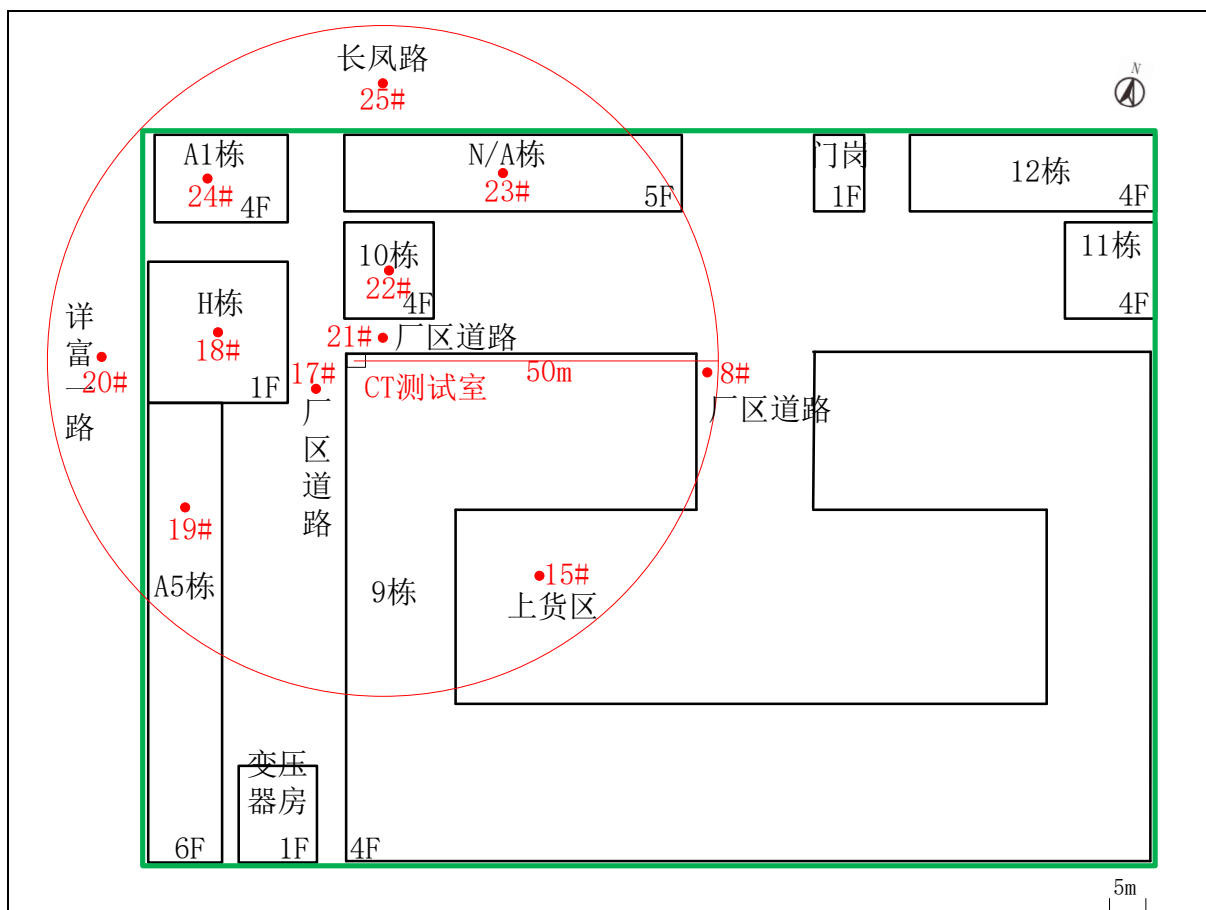 长凤路
25#
N
A1栋
24#
4F
N/A栋
23#
5F
门岗
1F
12栋
4F
10栋
22#
4F
11栋
4F
H栋
18#
1F
详富一路
20#
21#
厂区道路
17#
厂区道路
50m
CT测试室
8#
厂区道路
19#
A5栋
6F
9栋
15#
上货区
变压
器房
1F
4F
5m